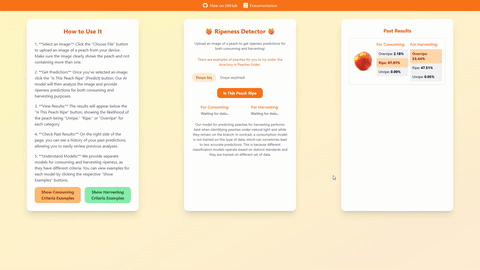 View on GitHub
Documentation
How to Use It
1. **Select an Image** Click the "Choose File" button
to upload an image of a peach from your device.
Make sure the image clearly shows the peach and not
containing more than one.
2. **Get Prediction** Once you've selected an image,
click the "Is This Peach Ripe" (Predict) button. Our AI
model will then analyze the image and provide
ripeness predictions for both consuming and
harvesting purposes.
3. **View Results** The results will appear below the
"Is This Peach Ripe" button, showing the likelihood of
the peach being "Unripe," "Ripe," or "Overripe" for
each category.
4. **Check Past Results** On the right side of the
page, you can see a history of your past predictions,
allowing you to easily review previous analyses.
5. **Understand Models** We provide separate
models for consuming and harvesting ripeness, as
they have different criteria. You can view examples
for each model by clicking the respective "Show
Examples" buttons.
Show Consuming
Criteria Examples
Show Harvesting
Criteria Examples
Ripeness Detector
Upload an image of a peach to get ripeness predictions for
both consuming and harvesting!
There are examples of peaches for you to try under the
directory in Peaches folder
Dosya Seç
Dosya seçilmedi
Is This Peach Ripe
For Consuming:
Waiting for data...
For Harvesting:
Waiting for data...
Our model for predicting peaches for harvesting performs
best when identifying peaches under natural light and while
they remain on the branch. In contrast, a consumption model
is not trained on this type of data, which can sometimes lead
to less accurate predictions. This is because different
classification models operate based on distinct standards and
they are trained on different set of data.
Past Results
For Consuming:
Overripe: 2.18%
Ripe: 97.81%
Unripe: 0.00%
For Harvesting:
Overripe:
Ripe: 47.51%
Unripe: 0.05%